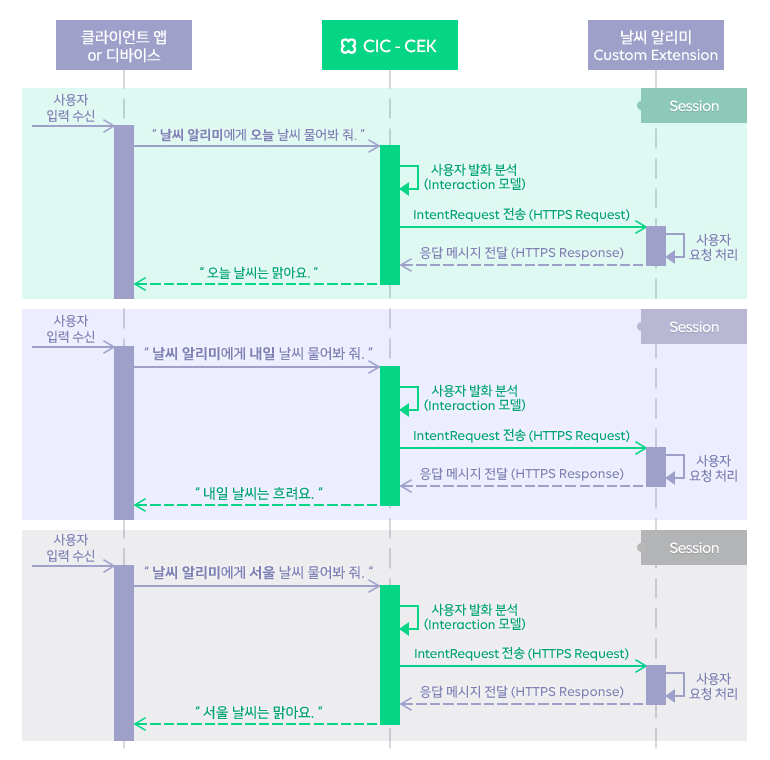 클라이언트 앱
or 디바이스
CIC - CEK
날씨 알리미
Custom Extension
Session
사용자
입력 수신
“ 날씨 알리미에게 오늘 날씨 물어봐 줘. ”
사용자 발화 분석
(Interaction 모델)
IntentRequest 전송 (HTTPS Request)
사용자
요청 처리
응답 메시지 전달 (HTTPS Response)
“ 오늘 날씨는 맑아요. ”
Session
사용자
입력 수신
“ 날씨 알리미에게 내일 날씨 물어봐 줘. ”
사용자 발화 분석
(Interaction 모델)
IntentRequest 전송 (HTTPS Request)
사용자
요청 처리
응답 메시지 전달 (HTTPS Response)
“ 내일 날씨는 흐려요. ”
Session
사용자
입력 수신
“ 날씨 알리미에게 서울 날씨 물어봐 줘. ”
사용자 발화 분석
(Interaction 모델)
IntentRequest 전송 (HTTPS Request)
사용자
요청 처리
응답 메시지 전달 (HTTPS Response)
“ 서울 날씨는 맑아요. ”